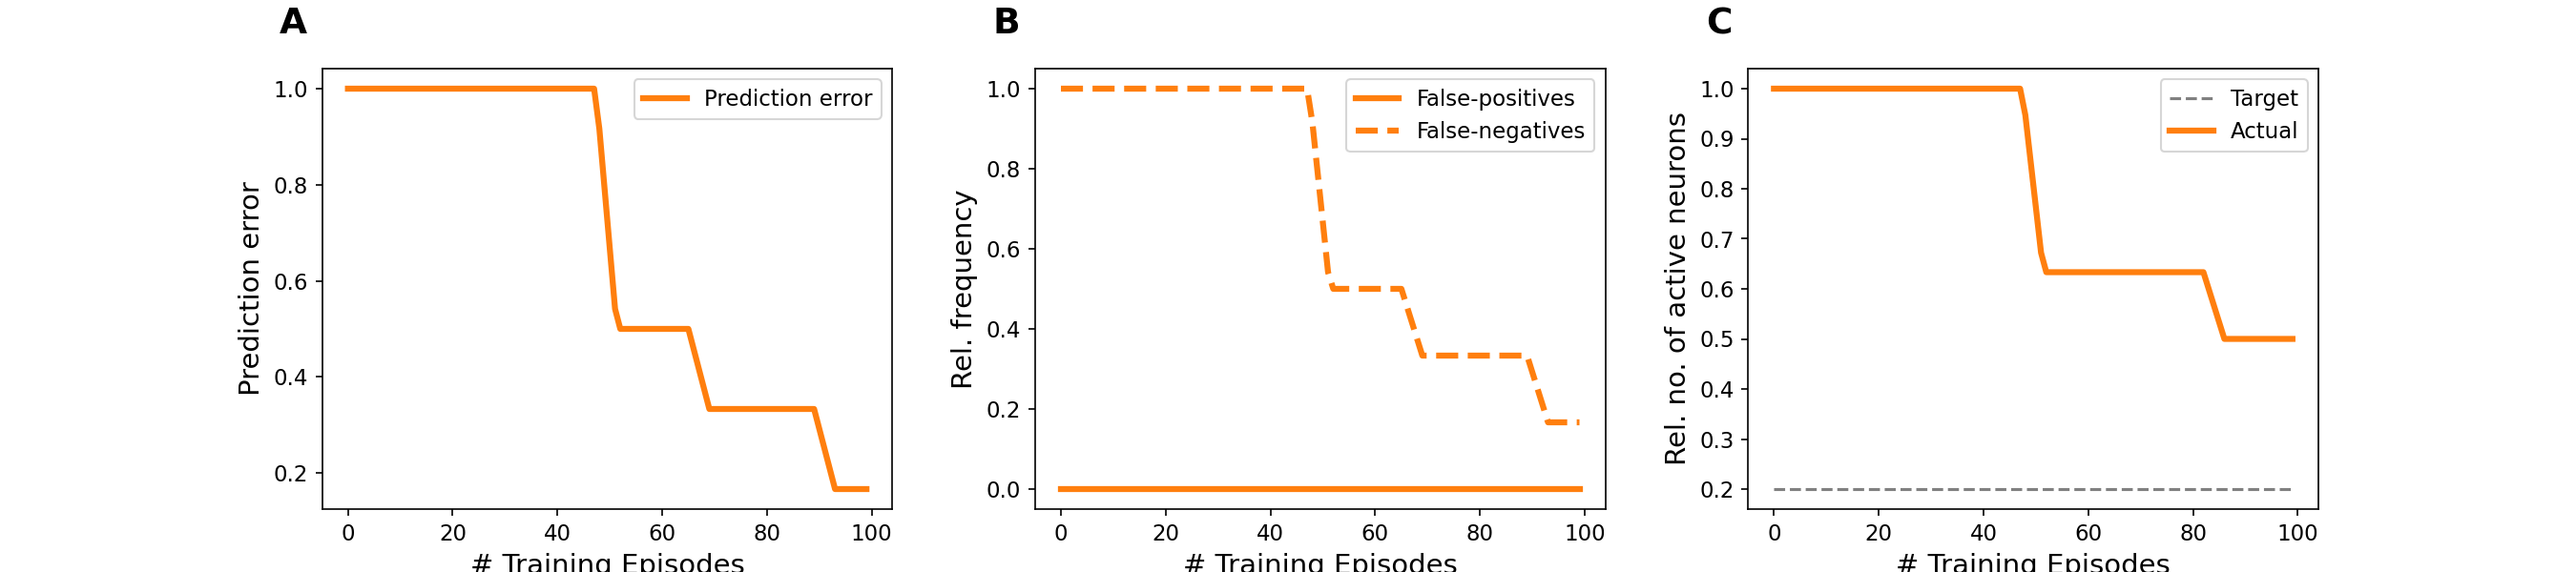 A
Prediction error
1.0
0.8
0.6
0.4
0.2
0 20 40 60 80 100
# Training Episodes
Prediction error
B
False-positives
False-negatives
1.0
0.8
0.6
0.4
0.2
0.0
0 20 40 60 80 100
# Training Episodes
Rel. frequency
C
Target
Actual
1.0
0.9
0.8
0.7
0.6
0.5
0.4
0.3
0.2
0 20 40 60 80 100
# Training Episodes
Rel. no. of active neurons